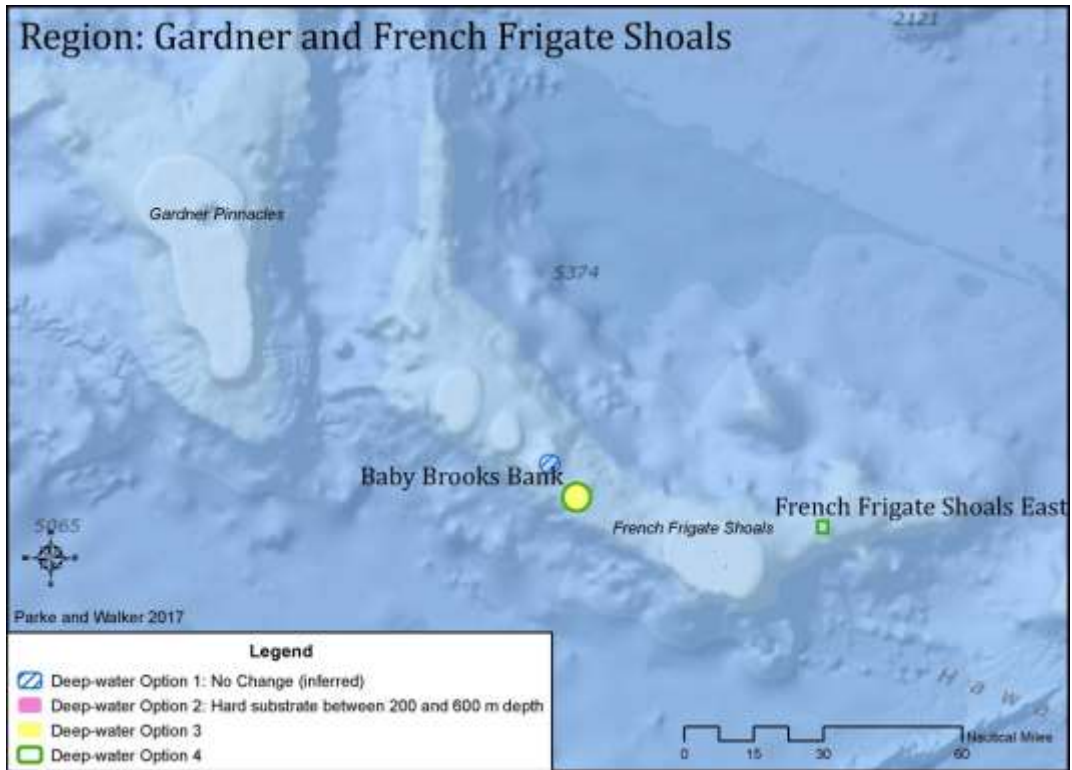 Region: Gardner and French Frigate Shoals
2121
Gardner Pinnacles
5374
Baby Brooks Bank
French Frigate Shoals East
French Frigate Shoals
5065
Parke and Walker 2017
Legend
Deep-water Option 1: No Change (inferred)
Deep-water Option 2: Hard substrate between 200 and 600 m depth
Deep-water Option 3
Deep-water Option 4
H a w a
Nautical Miles
0 15 30 60